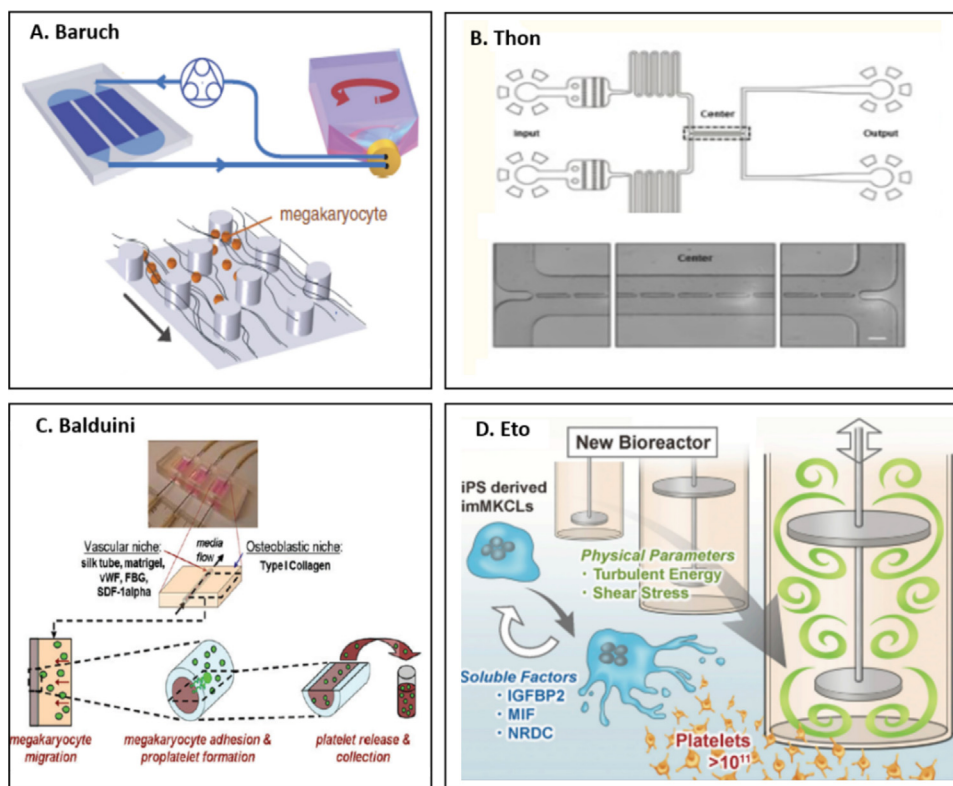 A. Baruch
megakaryocyte
B. Thon
Center
Input
Output
Center
C. Balduini
Vascular niche:
silk tube, matrigel,
vWF, FBG,
SDF-1alpha
media
flow
Osteoblastic niche:
Type I Collagen
megakaryocyte
migration
megakaryocyte adhesion &
proplatelet formation
platelet release &
collection
D. Eto
New Bioreactor
iPS derived
imMKCLs
Physical Parameters
· Turbulent Energy
· Shear Stress
Soluble Factors
· IGFBP2
· MIF
· NRDC
Platelets
>10¹¹